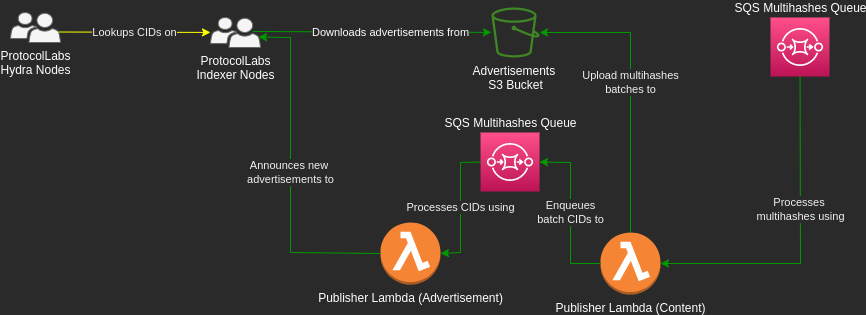 SQS Multihashes Queue
Lookups CIDs on
Downloads advertisements from
ProtocolLabs
Hydra Nodes
ProtocolLabs
Indexer Nodes
Advertisements
S3 Bucket
Upload multihashes
batches to
SQS Multihashes Queue
Announces new
advertisements to
Processes CIDs using
Enqueues
batch CIDs to
Processes
multihashes using
Publisher Lambda (Advertisement)
Publisher Lambda (Content)